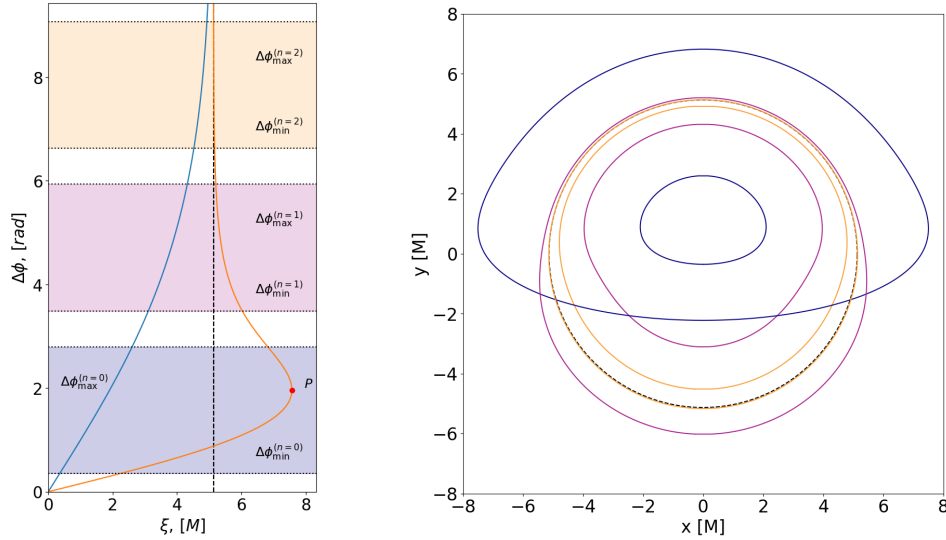 8
6
4
2
0
Δϕ, [rad]
Δϕ_max^(n=2)
Δϕ_min^(n=2)
Δϕ_max^(n=1)
Δϕ_min^(n=1)
Δϕ_max^(n=0)
P
Δϕ_min^(n=0)
0 2 4 6 8
ξ, [M]
8
6
4
2
0
−2
−4
−6
−8
y [M]
−8 −6 −4 −2 0 2 4 6 8
x [M]